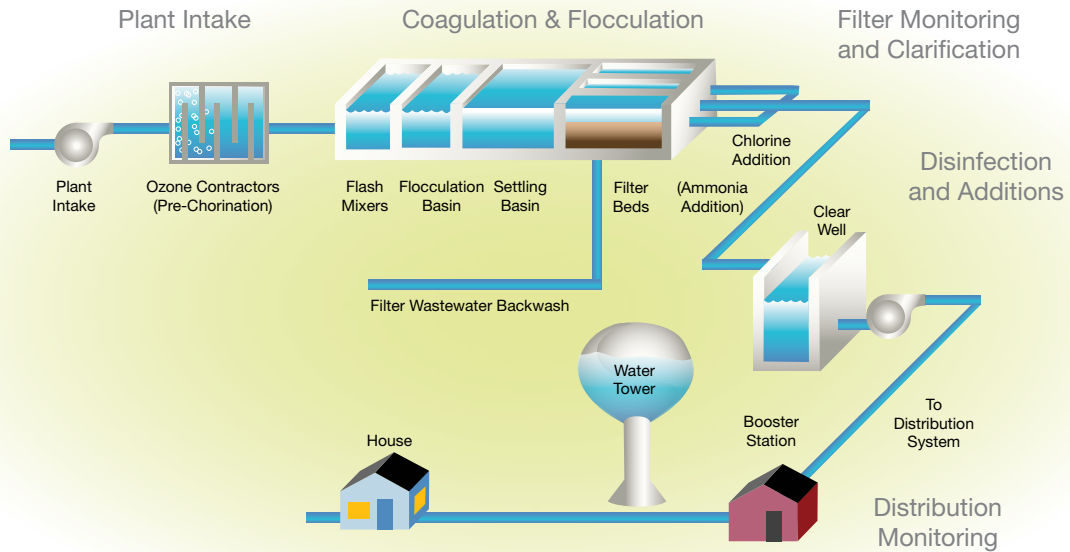 Plant Intake
Coagulation & Flocculation
Filter Monitoring
and Clarification
Plant
Intake
Ozone Contractors
(Pre-Chorination)
Flash
Mixers
Flocculation
Basin
Settling
Basin
Filter
Beds
Chlorine
Addition
(Ammonia
Addition)
Disinfection
and Additions
Clear
Well
Filter Wastewater Backwash
Water
Tower
House
Booster
Station
To
Distribution
System
Distribution
Monitoring